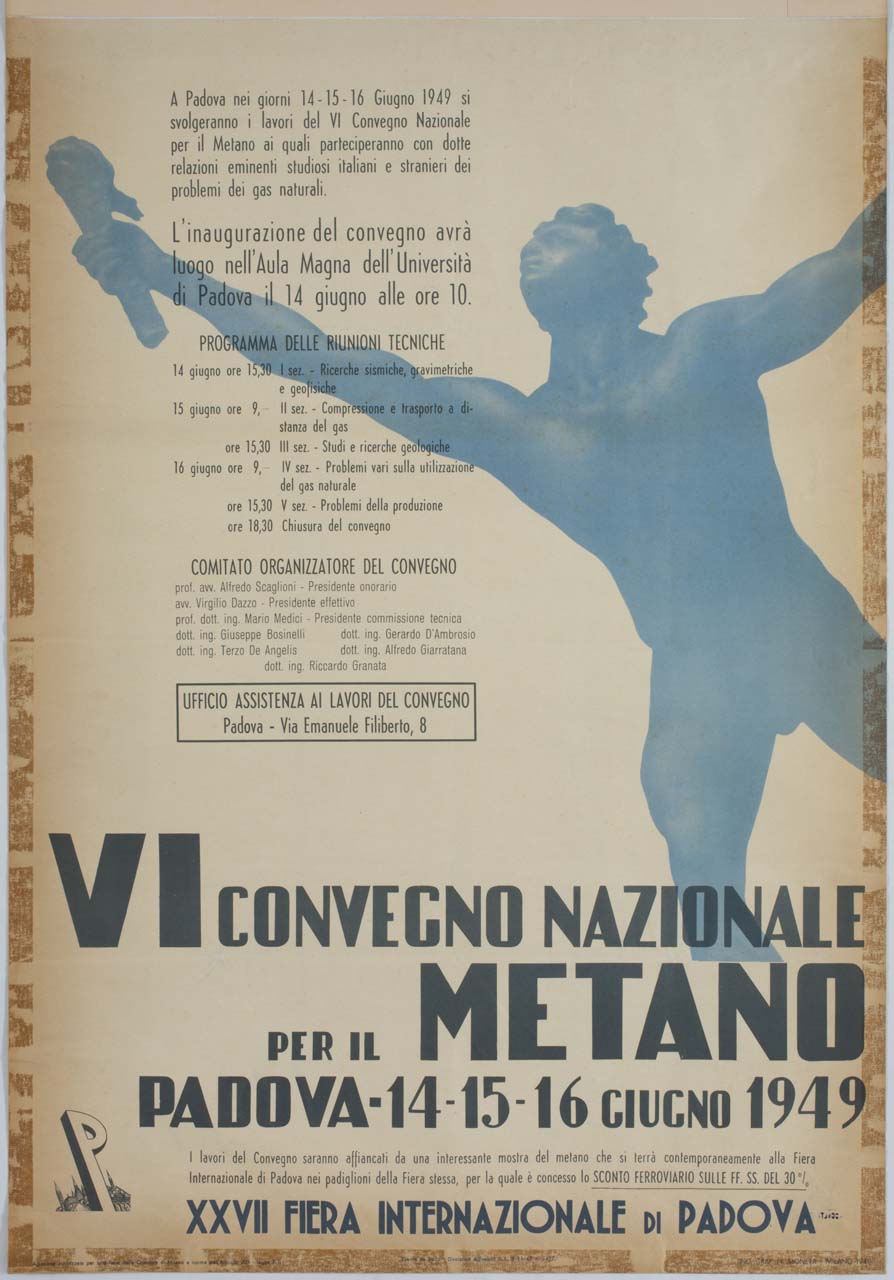 A Padova nei giorni 14-15-16 Giugno 1949 si
svolgeranno i lavori del VI Convegno Nazionale
per il Metano ai quali parteciperanno con dotte
relazioni eminenti studiosi italiani e stranieri dei
problemi dei gas naturali.
L'inaugurazione del convegno avrà
luogo nell'Aula Magna dell'Università
di Padova il 14 giugno alle ore 10.
PROGRAMMA DELLE RIUNIONI TECNICHE
14 giugno ore 15,30 I sez. - Ricerche sismiche, gravimetriche
e geofisiche
15 giugno ore 9,- II sez. - Compressione e trasporto a di-
stanza del gas
ore 15,30 III sez. - Studi e ricerche geologiche
16 giugno ore 9,- IV sez. - Problemi vari sulla utilizzazione
del gas naturale
ore 15,30 V sez. - Problemi della produzione
ore 18,30 Chiusura del convegno
COMITATO ORGANIZZATORE DEL CONVEGNO
prof. avv. Alfredo Scaglioni - Presidente onorario
avv. Virgilio Dazzo - Presidente effettivo
prof. dott. ing. Mario Medici - Presidente commissione tecnica
dott. ing. Giuseppe Bosinelli dott. ing. Gerardo D'Ambrosio
dott. ing. Terzo De Angelis dott. ing. Alfredo Giarratana
dott. ing. Riccardo Granata
UFFICIO ASSISTENZA AI LAVORI DEL CONVEGNO
Padova - Via Emanuele Filiberto, 8
VI CONVEGNO NAZIONALE
PER IL METANO
PADOVA-14-15-16 GIUGNO 1949
P
I lavori del Convegno saranno affiancati da una interessante mostra del metano che si terrà contemporaneamente alla Fiera
Internazionale di Padova nei padiglioni della Fiera stessa, per la quale è concesso lo SCONTO FERROVIARIO SULLE FF. SS. DEL 30%
XXVII FIERA INTERNAZIONALE DI PADOVA